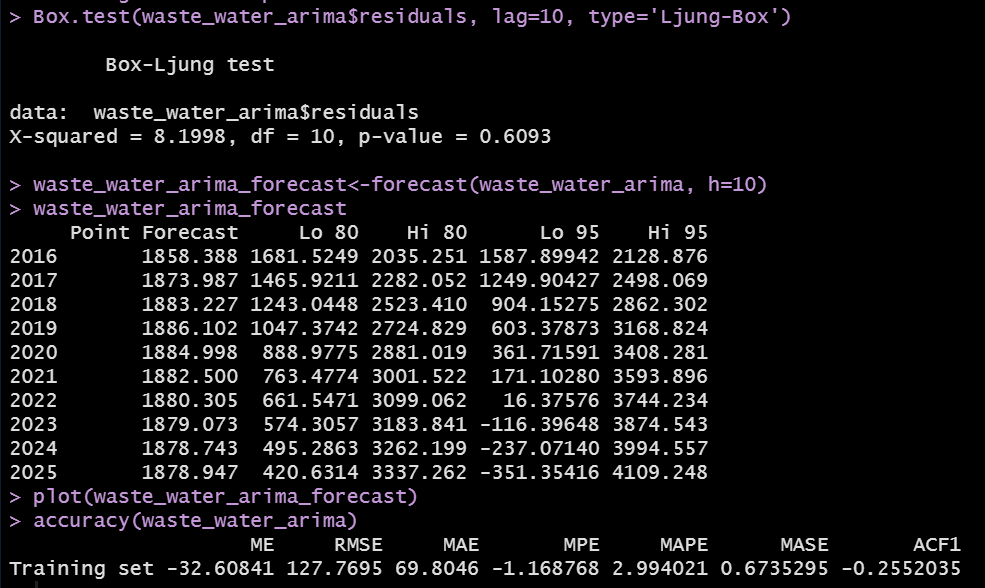 > Box.test(waste_water_arima$residuals, lag=10, type='Ljung-Box')
        Box-Ljung test
data:  waste_water_arima$residuals
X-squared = 8.1998, df = 10, p-value = 0.6093
> waste_water_arima_forecast<-forecast(waste_water_arima, h=10)
> waste_water_arima_forecast
     Point Forecast     Lo 80    Hi 80      Lo 95    Hi 95
2016       1858.388 1681.5249 2035.251 1587.89942 2128.876
2017       1873.987 1465.9211 2282.052 1249.90427 2498.069
2018       1883.227 1243.0448 2523.410  904.15275 2862.302
2019       1886.102 1047.3742 2724.829  603.37873 3168.824
2020       1884.998  888.9775 2881.019  361.71591 3408.281
2021       1882.500  763.4774 3001.522  171.10280 3593.896
2022       1880.305  661.5471 3099.062   16.37576 3744.234
2023       1879.073  574.3057 3183.841 -116.39648 3874.543
2024       1878.743  495.2863 3262.199 -237.07140 3994.557
2025       1878.947  420.6314 3337.262 -351.35416 4109.248
> plot(waste_water_arima_forecast)
> accuracy(waste_water_arima)
                    ME     RMSE     MAE       MPE     MAPE      MASE       ACF1
Training set -32.60841 127.7695 69.8046 -1.168768 2.994021 0.6735295 -0.2552035